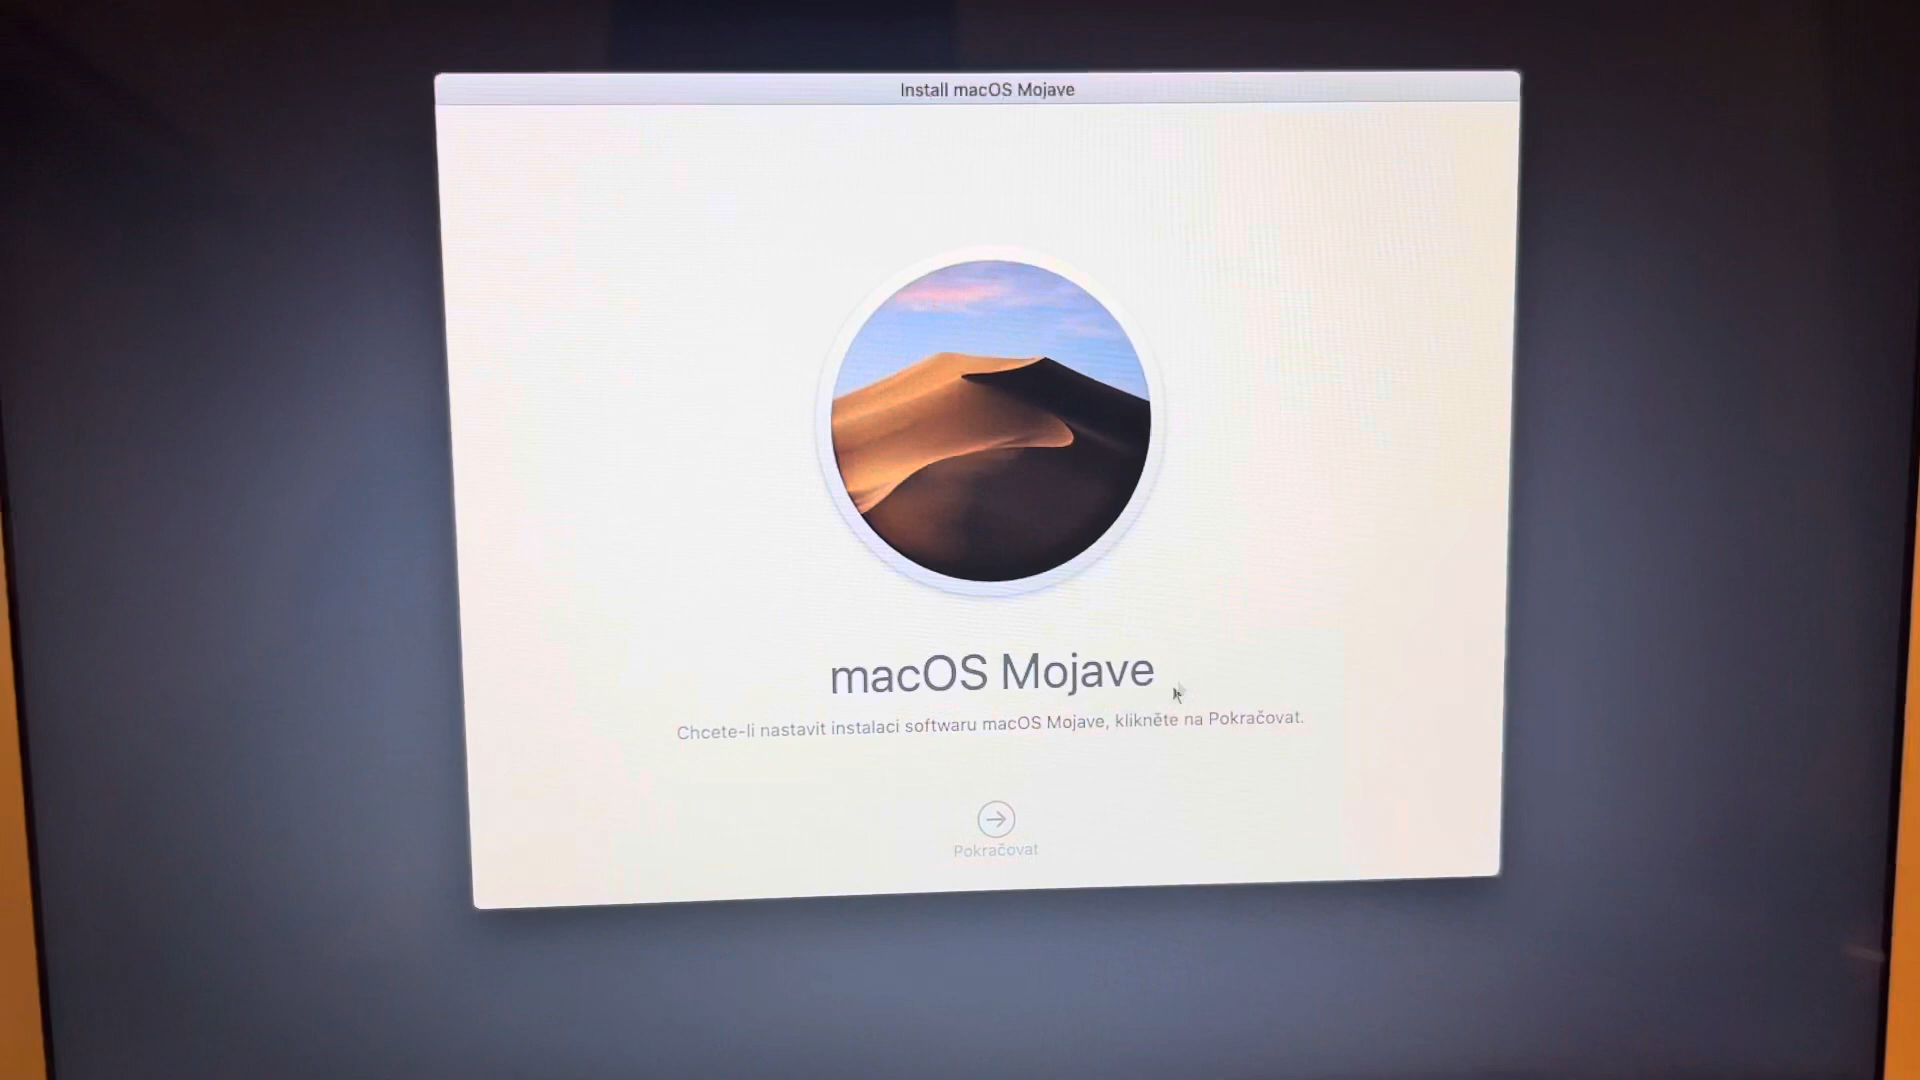 Install macOS Mojave
macOS Mojave
Chcete-li nastavit instalaci softwaru macOS Mojave, klikněte na Pokračovat.
Pokračovat